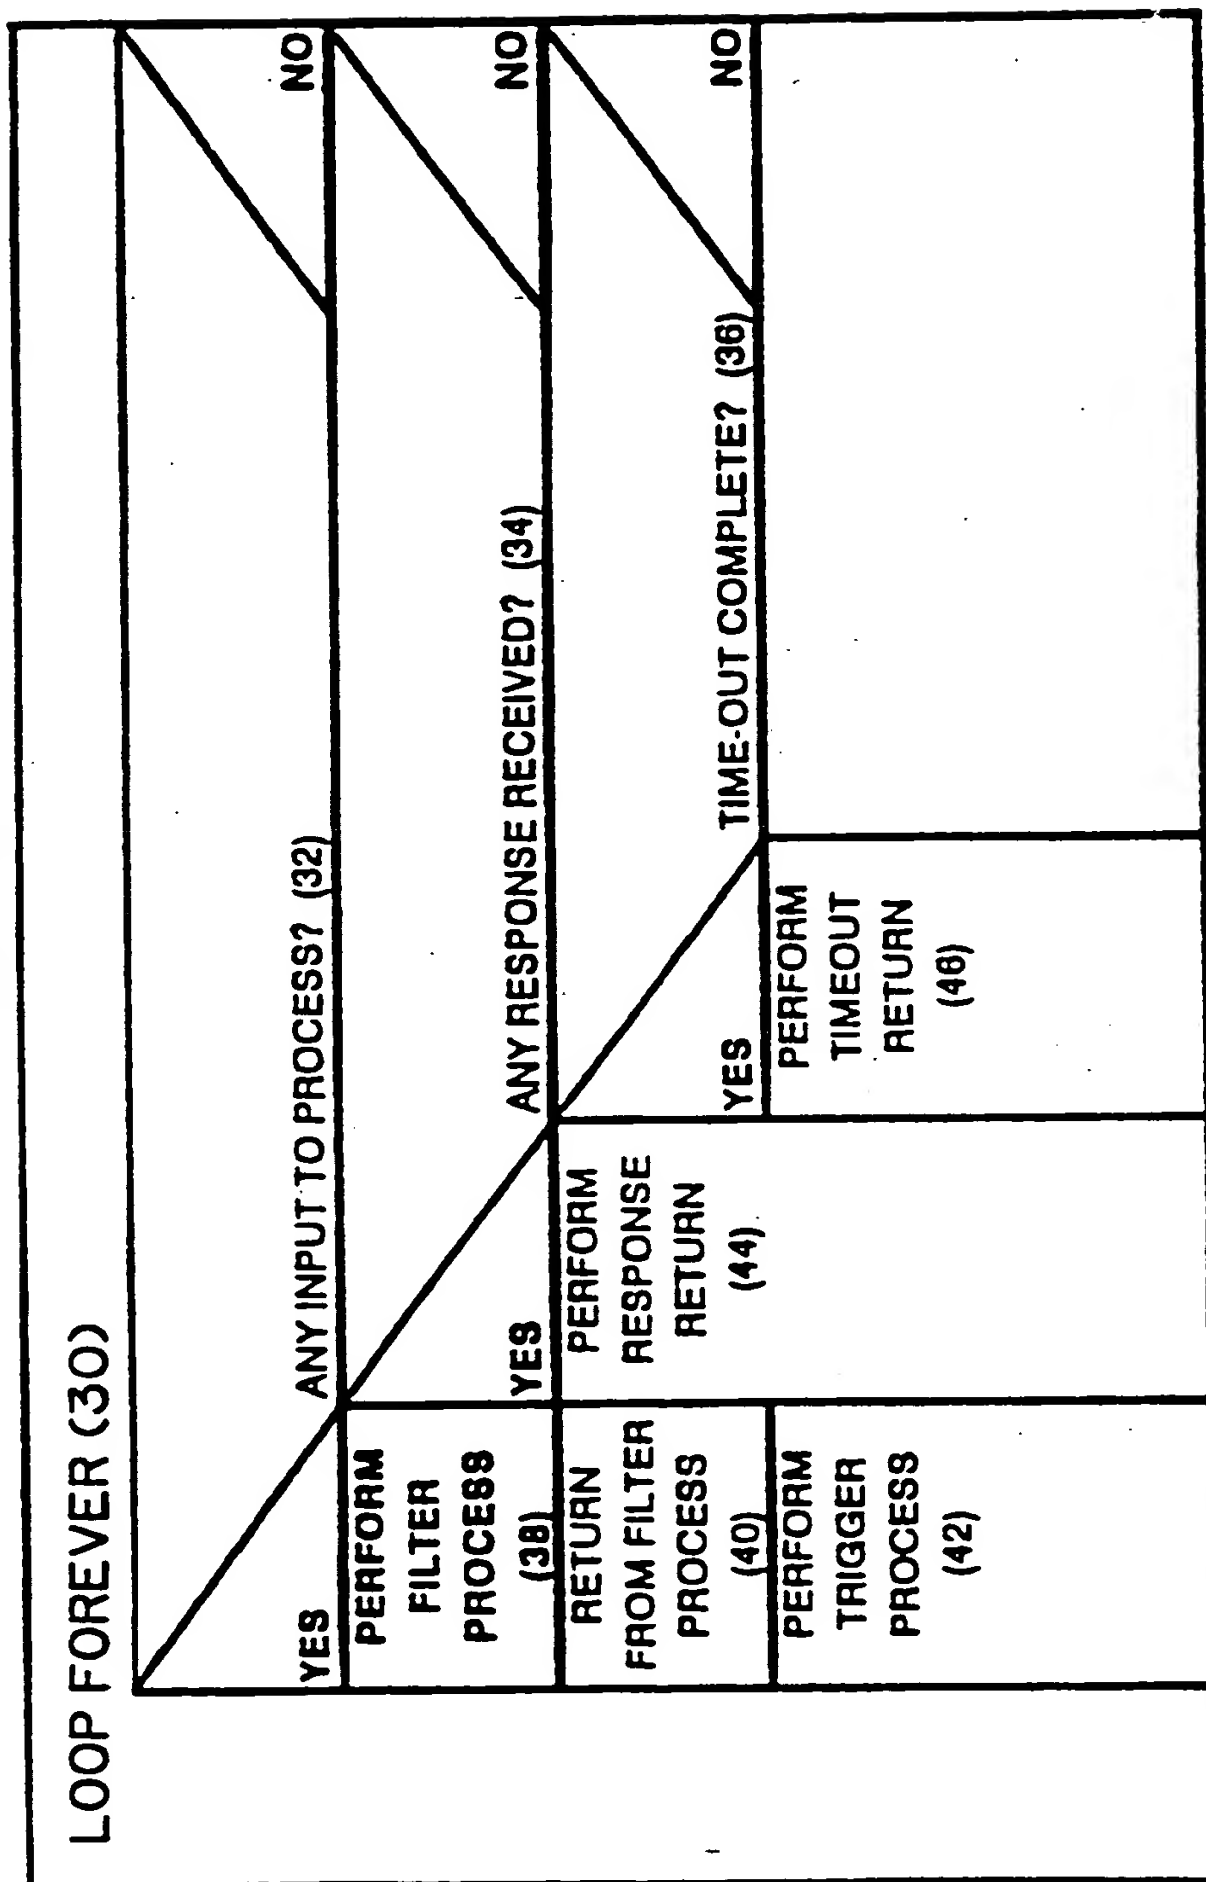 LOOP FOREVER (30)
ANY INPUT TO PROCESS? (32)
YES
NO
PERFORM
FILTER
PROCESS
(38)
ANY RESPONSE RECEIVED? (34)
YES
NO
RETURN
FROM FILTER
PROCESS
(40)
PERFORM
RESPONSE
RETURN
(44)
TIME-OUT COMPLETE? (36)
YES
NO
PERFORM
TRIGGER
PROCESS
(42)
PERFORM
TIMEOUT
RETURN
(46)